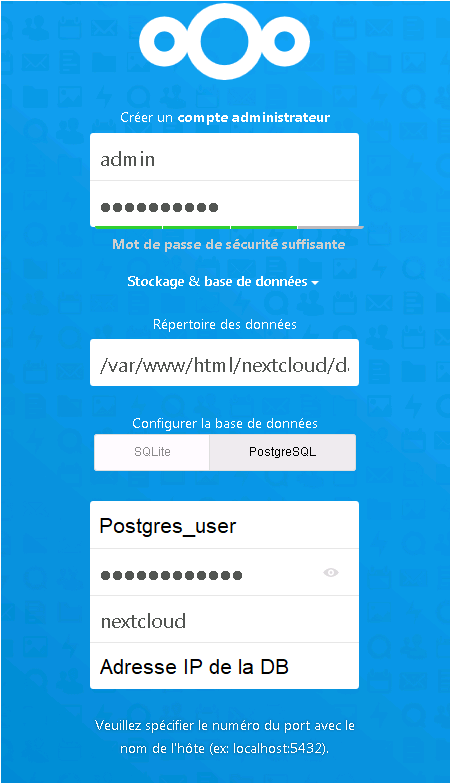 Créer un compte administrateur
admin
●●●●●●●●●●
Mot de passe de sécurité suffisante
Stockage & base de données
Répertoire des données
/var/www/html/nextcloud/da
Configurer la base de données
SQLite PostgreSQL
Postgres_user
●●●●●●●●●●●●
nextcloud
Adresse IP de la DB
Veuillez spécifier le numéro du port avec le
nom de l'hôte (ex: localhost:5432).